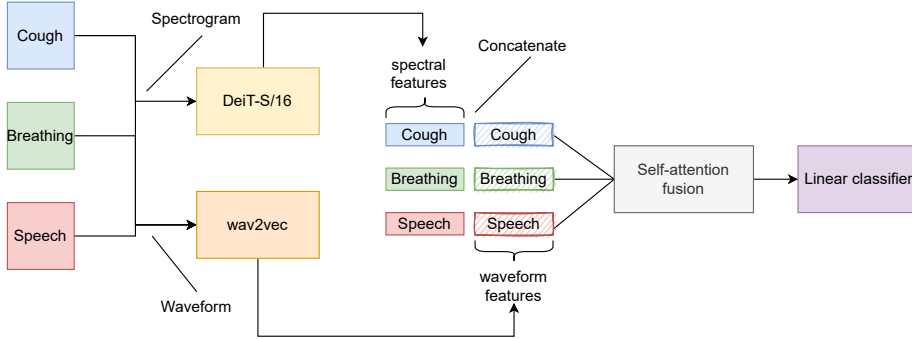 Cough
Spectrogram
Breathing
Speech
Waveform
DeiT-S/16
wav2vec
spectral
features
Concatenate
Cough
Cough
Breathing
Breathing
Speech
Speech
waveform
features
Self-attention
fusion
Linear classifier